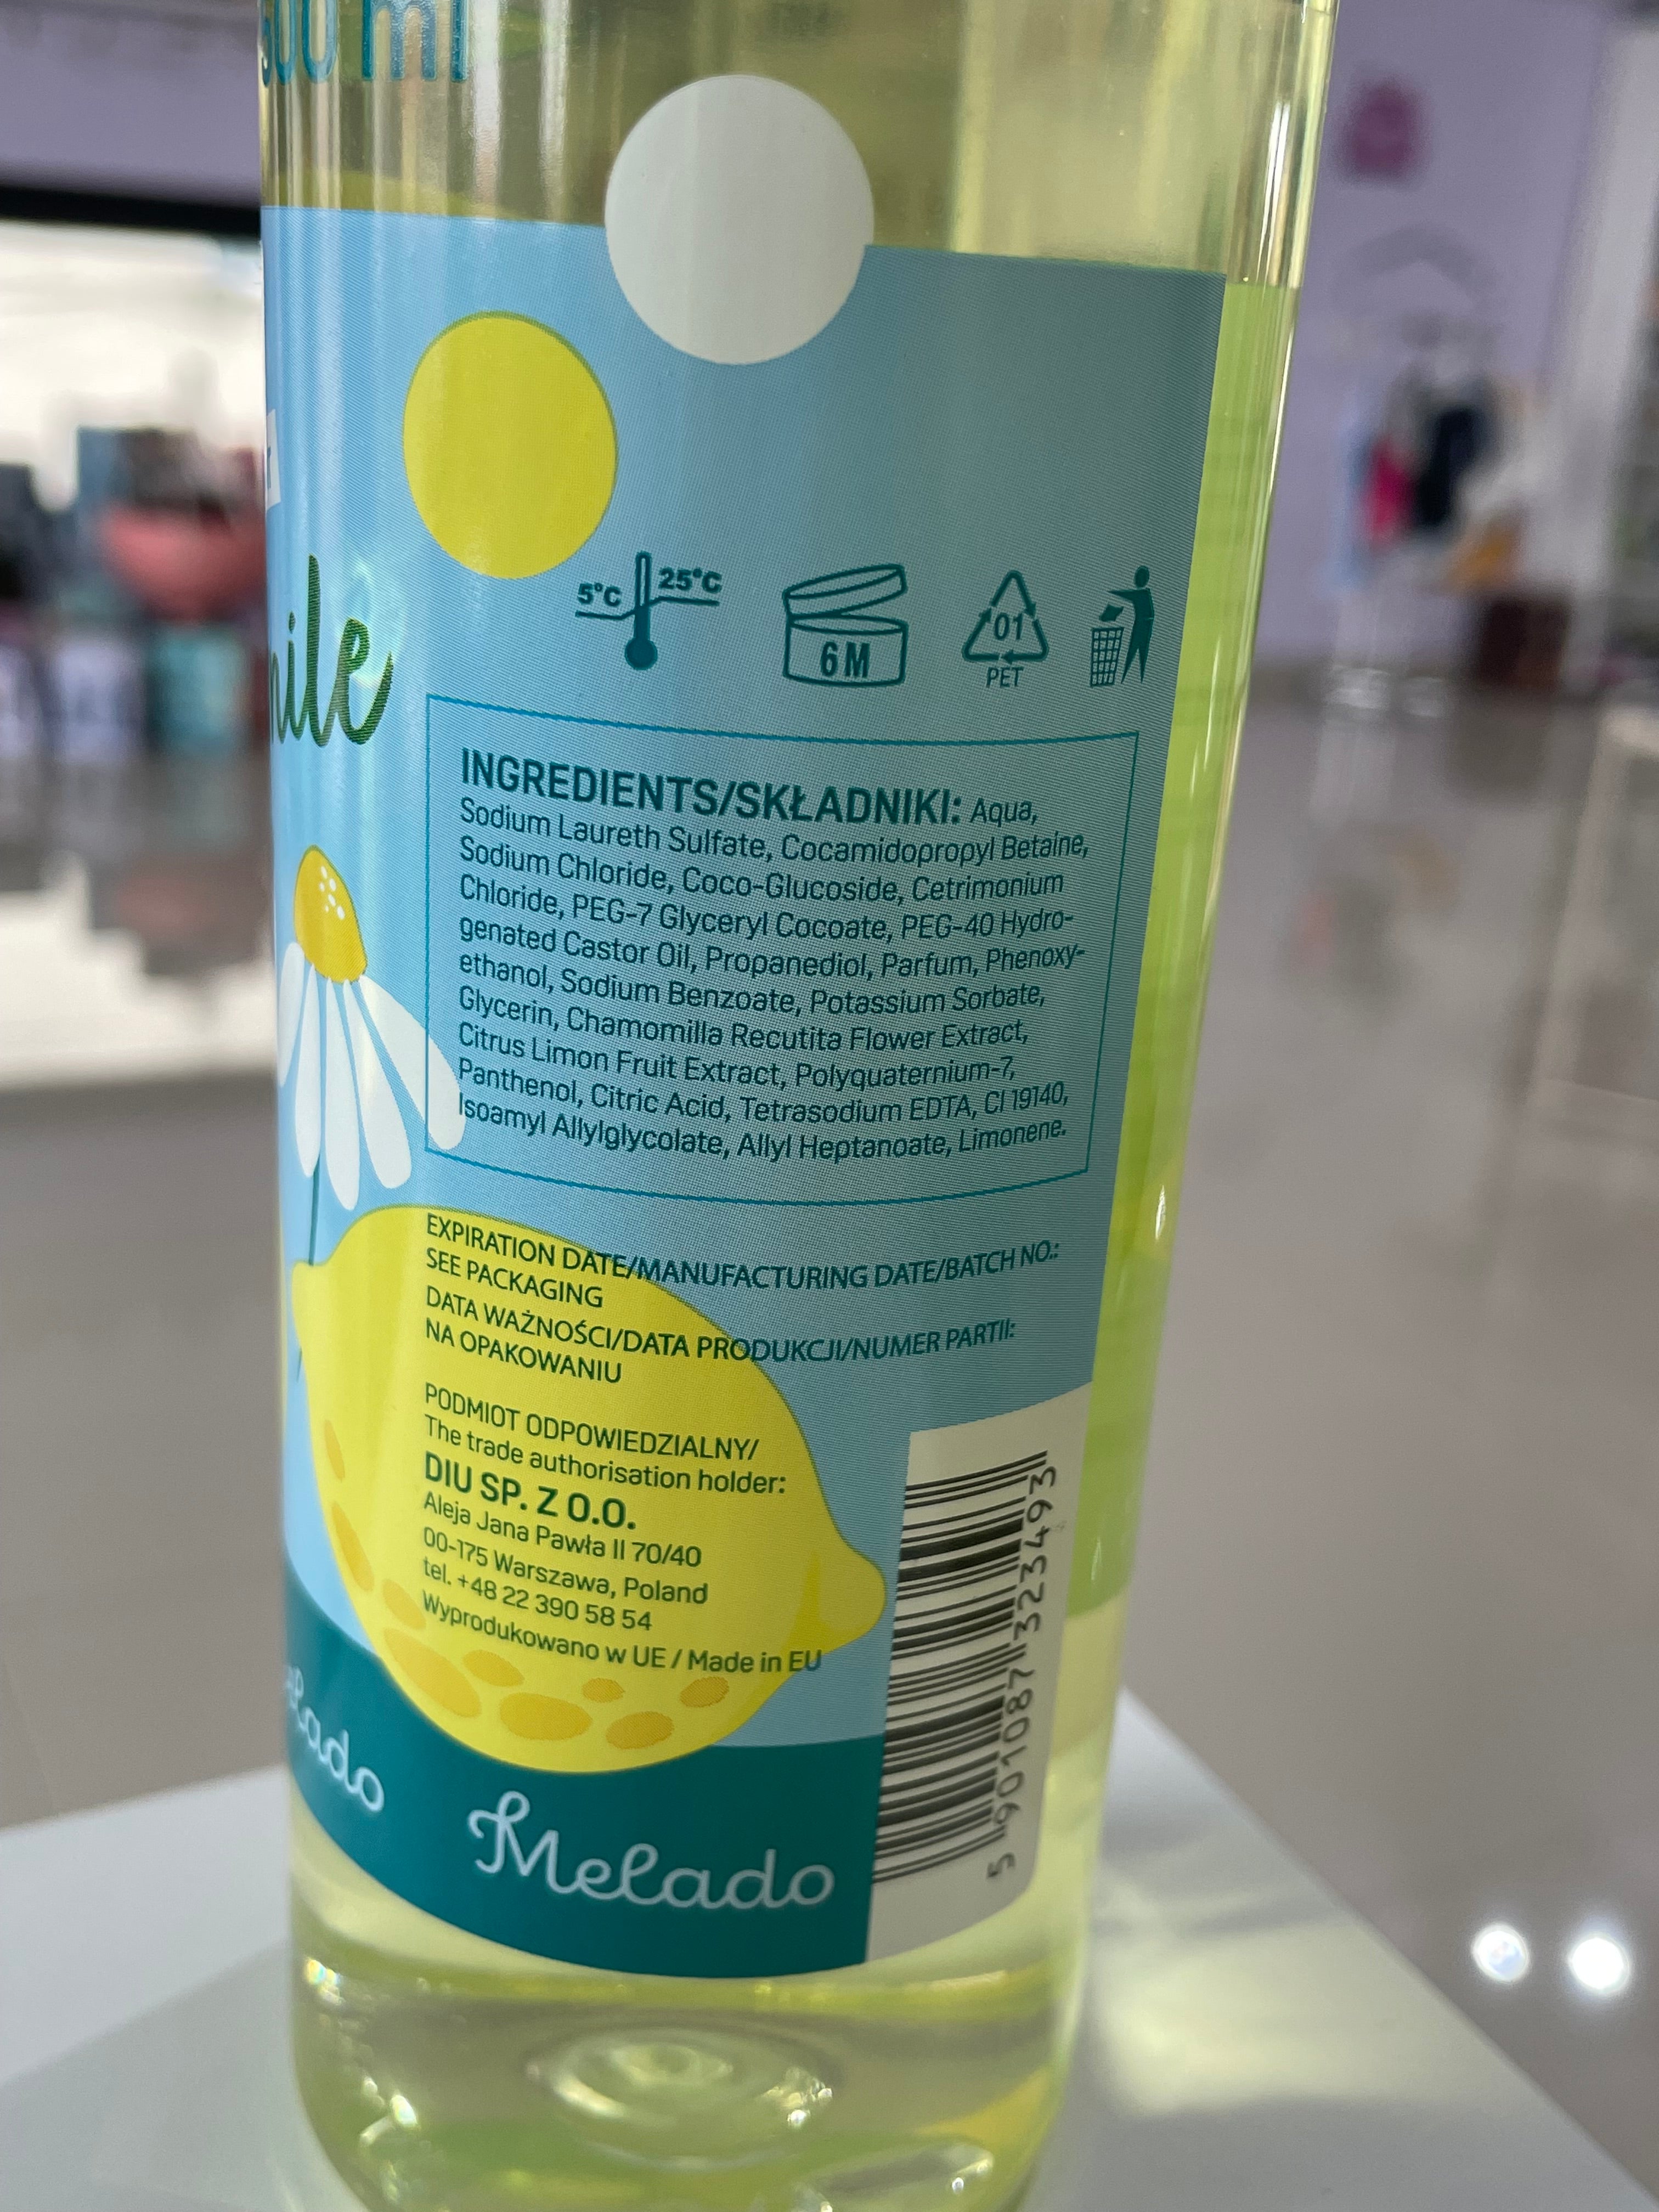 ml
5°C 25°C
6M
01
PET
INGREDIENTS/SKŁADNIKI: Aqua,
Sodium Laureth Sulfate, Cocamidopropyl Betaine,
Sodium Chloride, Coco-Glucoside, Cetrimonium
Chloride, PEG-7 Glyceryl Cocoate, PEG-40 Hydro-
genated Castor Oil, Propanediol, Parfum, Phenoxy-
ethanol, Sodium Benzoate, Potassium Sorbate,
Glycerin, Chamomilla Recutita Flower Extract,
Citrus Limon Fruit Extract, Polyquaternium-7,
Panthenol, Citric Acid, Tetrasodium EDTA, CI 19140,
Isoamyl Allylglycolate, Allyl Heptanoate, Limonene.
EXPIRATION DATE/MANUFACTURING DATE/BATCH NO.:
SEE PACKAGING
DATA WAŻNOŚCI/DATA PRODUKCJI/NUMER PARTII:
NA OPAKOWANIU
PODMIOT ODPOWIEDZIALNY/
The trade authorisation holder:
DIU SP. Z O.O.
Aleja Jana Pawła II 70/40
00-175 Warszawa, Poland
tel. +48 22 390 58 54
Wyprodukowano w UE / Made in EU
5 901087 323493
Melado